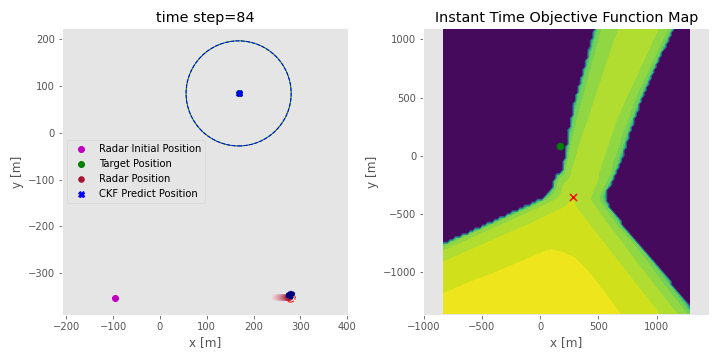 time step=84
200
100
0
−100
−200
−300
y [m]
−200
−100
0
100
200
300
400
x [m]
Radar Initial Position
Target Position
Radar Position
CKF Predict Position
Instant Time Objective Function Map
1000
500
0
−500
−1000
y [m]
−1000
−500
0
500
1000
x [m]